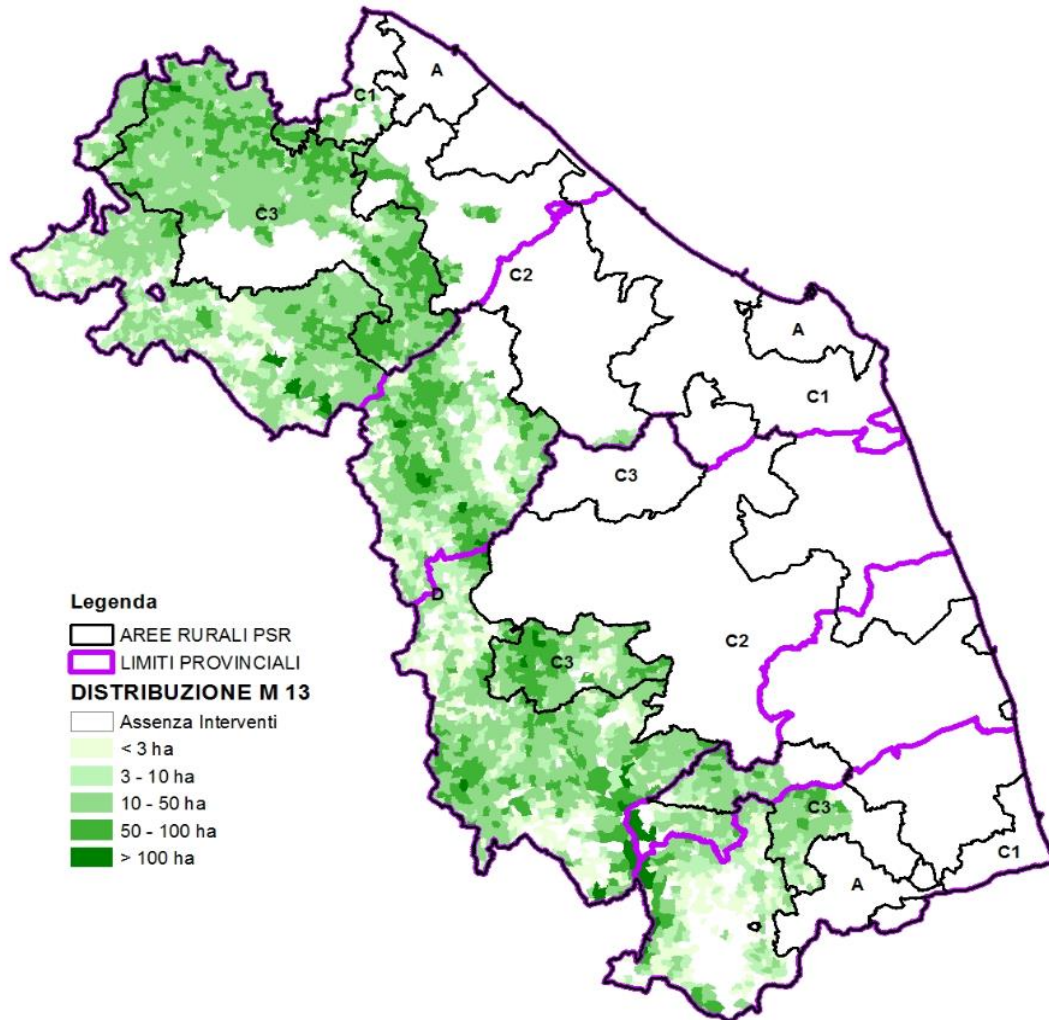 A
C1
C3
C2
A
C1
C3
D
C2
C3
C3
C1
A
Legenda
AREE RURALI PSR
LIMITI PROVINCIALI
DISTRIBUZIONE M 13
Assenza Interventi
< 3 ha
3 - 10 ha
10 - 50 ha
50 - 100 ha
> 100 ha